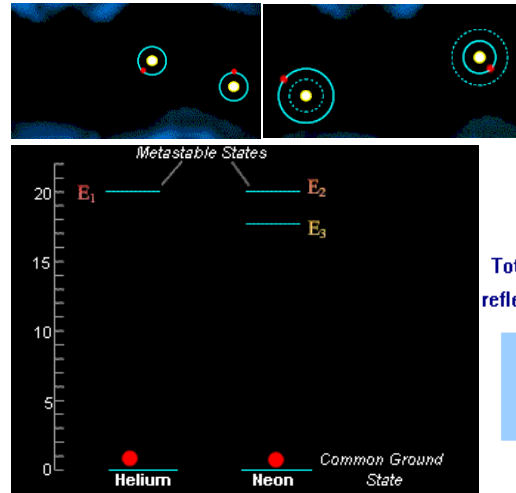 Metastable States
20 E1 E2
E3
15
10
5
Common Ground
0 State
Helium Neon